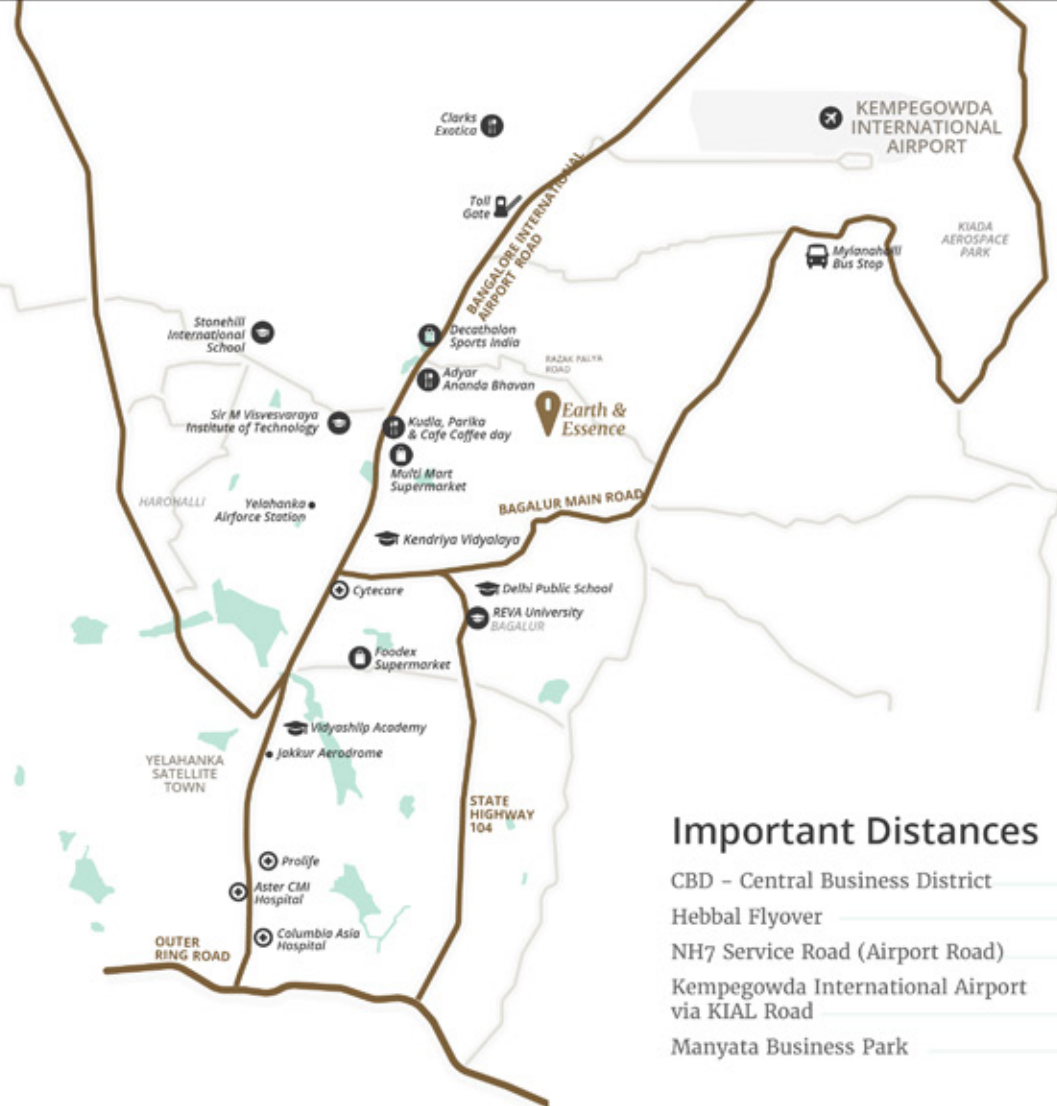 Clarks
Exotica
KEMPEGOWDA
INTERNATIONAL
AIRPORT
Toll
Gate
BANGALORE INTERNATIONAL
AIRPORT ROAD
KIADA
AEROSPACE
PARK
Mylanahalli
Bus Stop
Stonehill
International
School
Decathalon
Sports India
RAZAK PALYA
ROAD
Adyar
Ananda Bhavan
Earth &
Essence
Sir M Visvesvaraya
Institute of Technology
Kudla, Parika
& Cafe Coffee day
Multi Mart
Supermarket
HAROHALLI
Yelahanka
Airforce Station
BAGALUR MAIN ROAD
Kendriya Vidyalaya
Cytecare
Delhi Public School
REVA University
BAGALUR
Foodex
Supermarket
Vidyashilp Academy
Jakkur Aerodrome
YELAHANKA
SATELLITE
TOWN
STATE
HIGHWAY
104
Prolife
Aster CMI
Hospital
Columbia Asia
Hospital
OUTER
RING ROAD
Important Distances
CBD – Central Business District
Hebbal Flyover
NH7 Service Road (Airport Road)
Kempegowda International Airport
via KIAL Road
Manyata Business Park